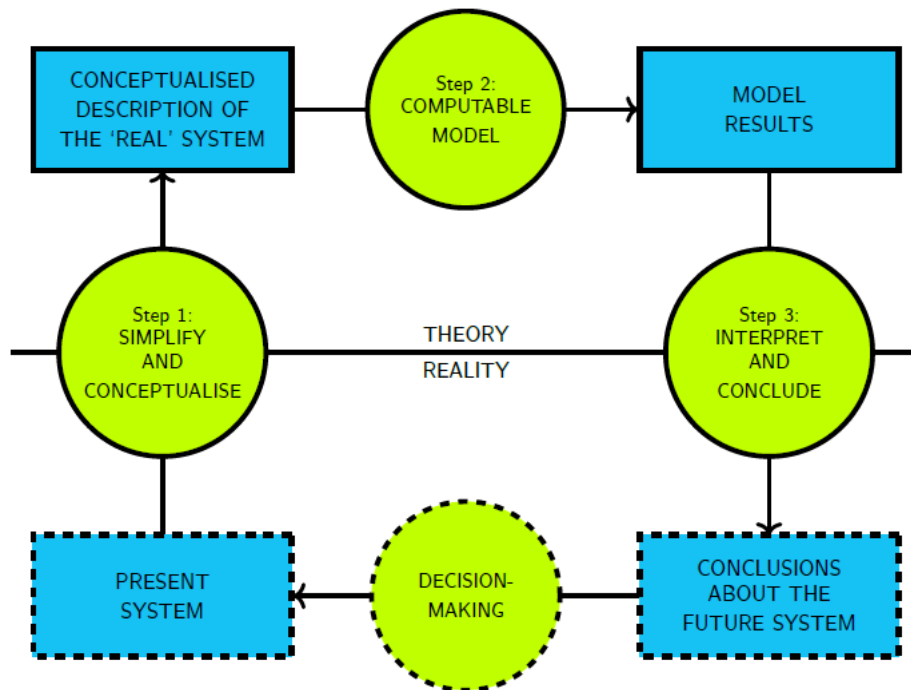 CONCEPTUALISED
DESCRIPTION OF
THE ‘REAL’ SYSTEM
Step 2:
COMPUTABLE
MODEL
MODEL
RESULTS
Step 1:
SIMPLIFY
AND
CONCEPTUALISE
THEORY
REALITY
Step 3:
INTERPRET
AND
CONCLUDE
PRESENT
SYSTEM
DECISION-
MAKING
CONCLUSIONS
ABOUT THE
FUTURE SYSTEM